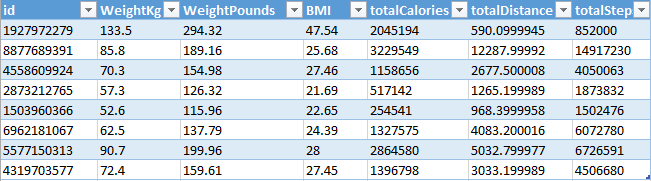 id WeightKg WeightPounds BMI totalCalories totalDistance totalStep
1927972279 133.5 294.32 47.54 2045194 590.0999945 852000
8877689391 85.8 189.16 25.68 3229549 12287.99992 14917230
4558609924 70.3 154.98 27.46 1158656 2677.500008 4050063
2873212765 57.3 126.32 21.69 517142 1265.199989 1873832
1503960366 52.6 115.96 22.65 254541 968.3999958 1502476
6962181067 62.5 137.79 24.39 1327575 4083.200016 6072780
5577150313 90.7 199.96 28 2864580 5032.799977 6726591
4319703577 72.4 159.61 27.45 1396798 3033.199989 4506680